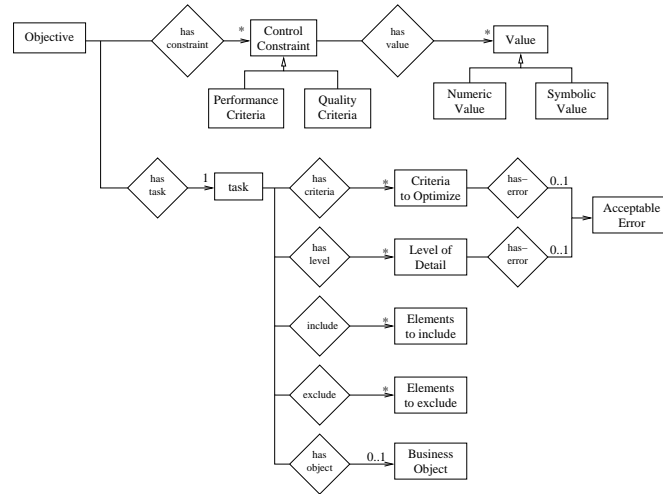 Objective
has
constraint
*
Control
Constraint
has
value
*
Value
Performance
Criteria
Quality
Criteria
Numeric
Value
Symbolic
Value
has
task
1
task
has
criteria
*
Criteria
to Optimize
has-
error
0..1
Acceptable
Error
has
level
*
Level of
Detail
has-
error
0..1
include
*
Elements
to include
exclude
*
Elements
to exclude
has
object
0..1
Business
Object